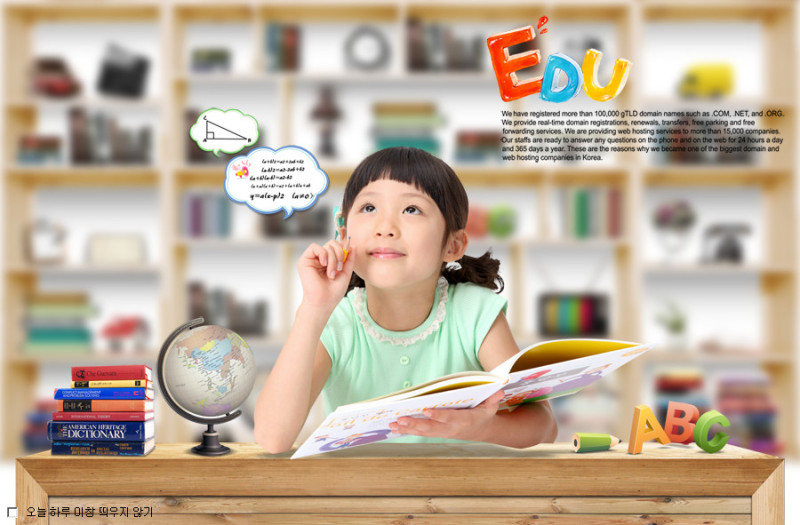 EDU
We have registered more than 100,000 gTLD domain names such as .COM, .NET, and .ORG.
We provide real-time domain registrations, renewals, transfers, free parking and free
forwarding services. We are providing web hosting services to more than 15,000 companies.
Our staffs are ready to answer any questions on the phone and on the web for 24 hours a day
and 365 days a year. These are the reasons why we became one of the biggest domain and
web hosting companies in Korea.
AMERICAN HERITAGE
DICTIONARY
ABC
오늘 하루 이창 띄우지 않기